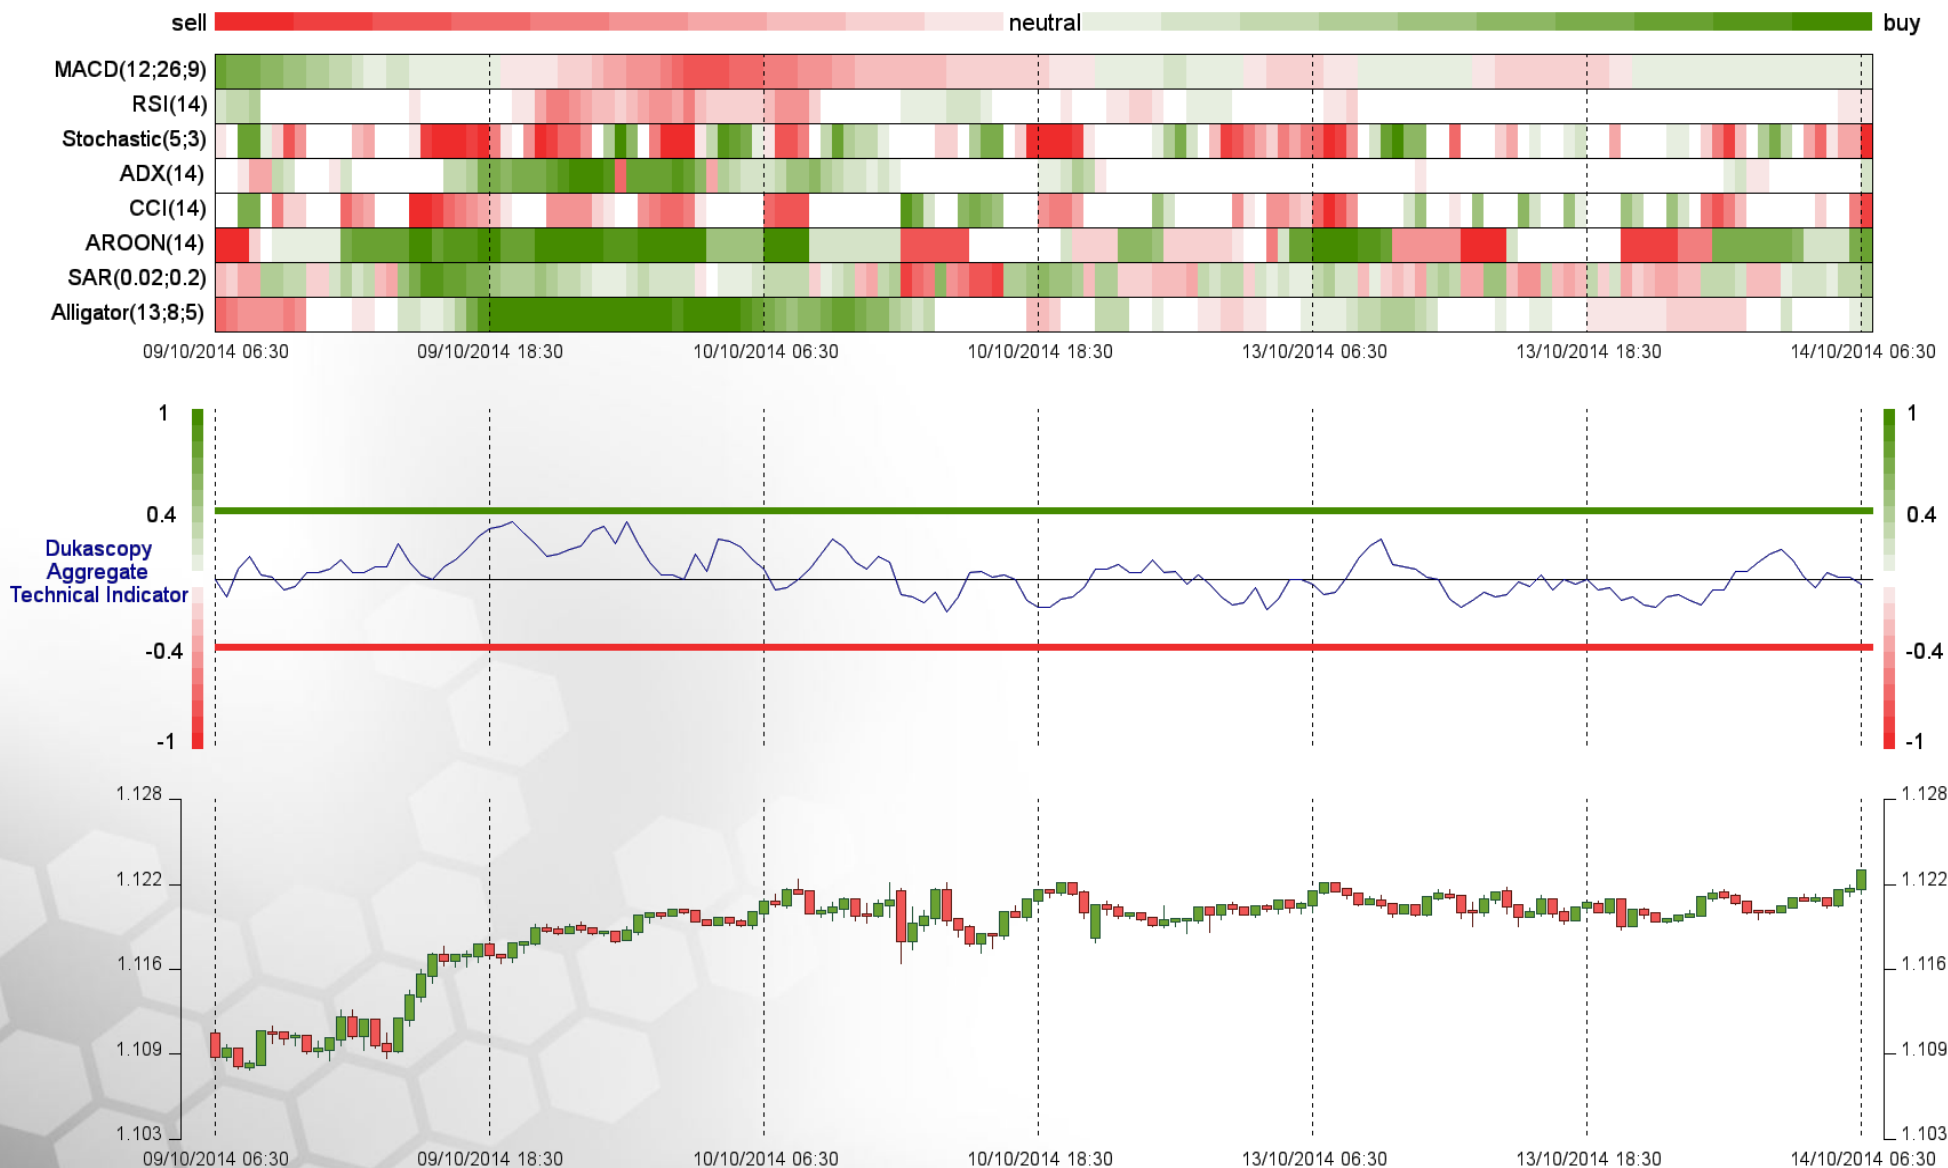 sell neutral buy
MACD(12;26;9)
RSI(14)
Stochastic(5;3)
ADX(14)
CCI(14)
AROON(14)
SAR(0.02;0.2)
Alligator(13;8;5)
09/10/2014 06:30 09/10/2014 18:30 10/10/2014 06:30 10/10/2014 18:30 13/10/2014 06:30 13/10/2014 18:30 14/10/2014 06:30
1 1
0.4 0.4
Dukascopy
Aggregate
Technical Indicator
-0.4 -0.4
-1 -1
1.128 1.128
1.122 1.122
1.116 1.116
1.109 1.109
1.103 1.103
09/10/2014 06:30 09/10/2014 18:30 10/10/2014 06:30 10/10/2014 18:30 13/10/2014 06:30 13/10/2014 18:30 14/10/2014 06:30